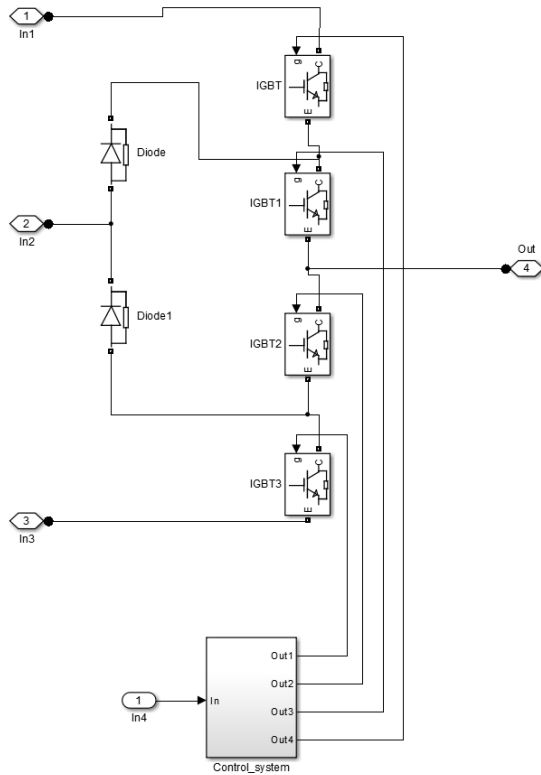 1
In1
g
C
IGBT
E
Diode
g
C
IGBT1
E
2
In2
Out
4
g
C
Diode1
IGBT2
E
g
C
IGBT3
E
3
In3
Out1
Out2
1
In
In4
Out3
Out4
Control_system